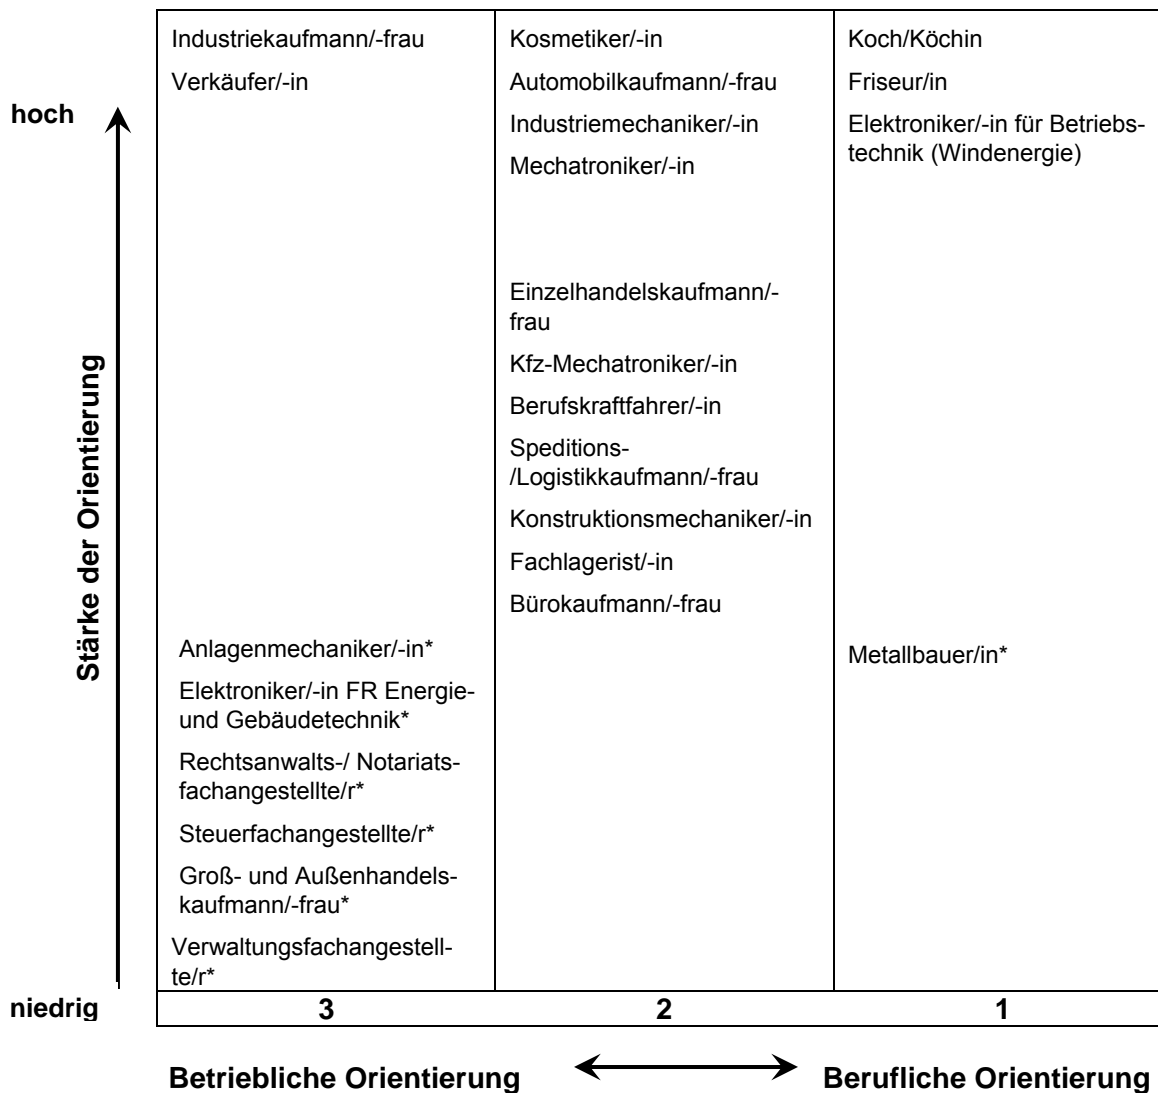 Industriekaufmann/-frau
Verkäufer/-in
Kosmetiker/-in
Automobilkaufmann/-frau
Industriemechaniker/-in
Mechatroniker/-in
Koch/Köchin
Friseur/in
Elektroniker/-in für Betriebs-
technik (Windenergie)
hoch
Stärke der Orientierung
Einzelhandelskaufmann/-
frau
Kfz-Mechatroniker/-in
Berufskraftfahrer/-in
Speditions-
/Logistikkaufmann/-frau
Konstruktionsmechaniker/-in
Fachlagerist/-in
Bürokaufmann/-frau
Anlagenmechaniker/-in*
Elektroniker/-in FR Energie-
und Gebäudetechnik*
Rechtsanwalts-/ Notariats-
fachangestellte/r*
Steuerfachangestellte/r*
Groß- und Außenhandels-
kaufmann/-frau*
Verwaltungsfachangestell-
te/r*
Metallbauer/in*
niedrig
3
2
1
Betriebliche Orientierung
Berufliche Orientierung